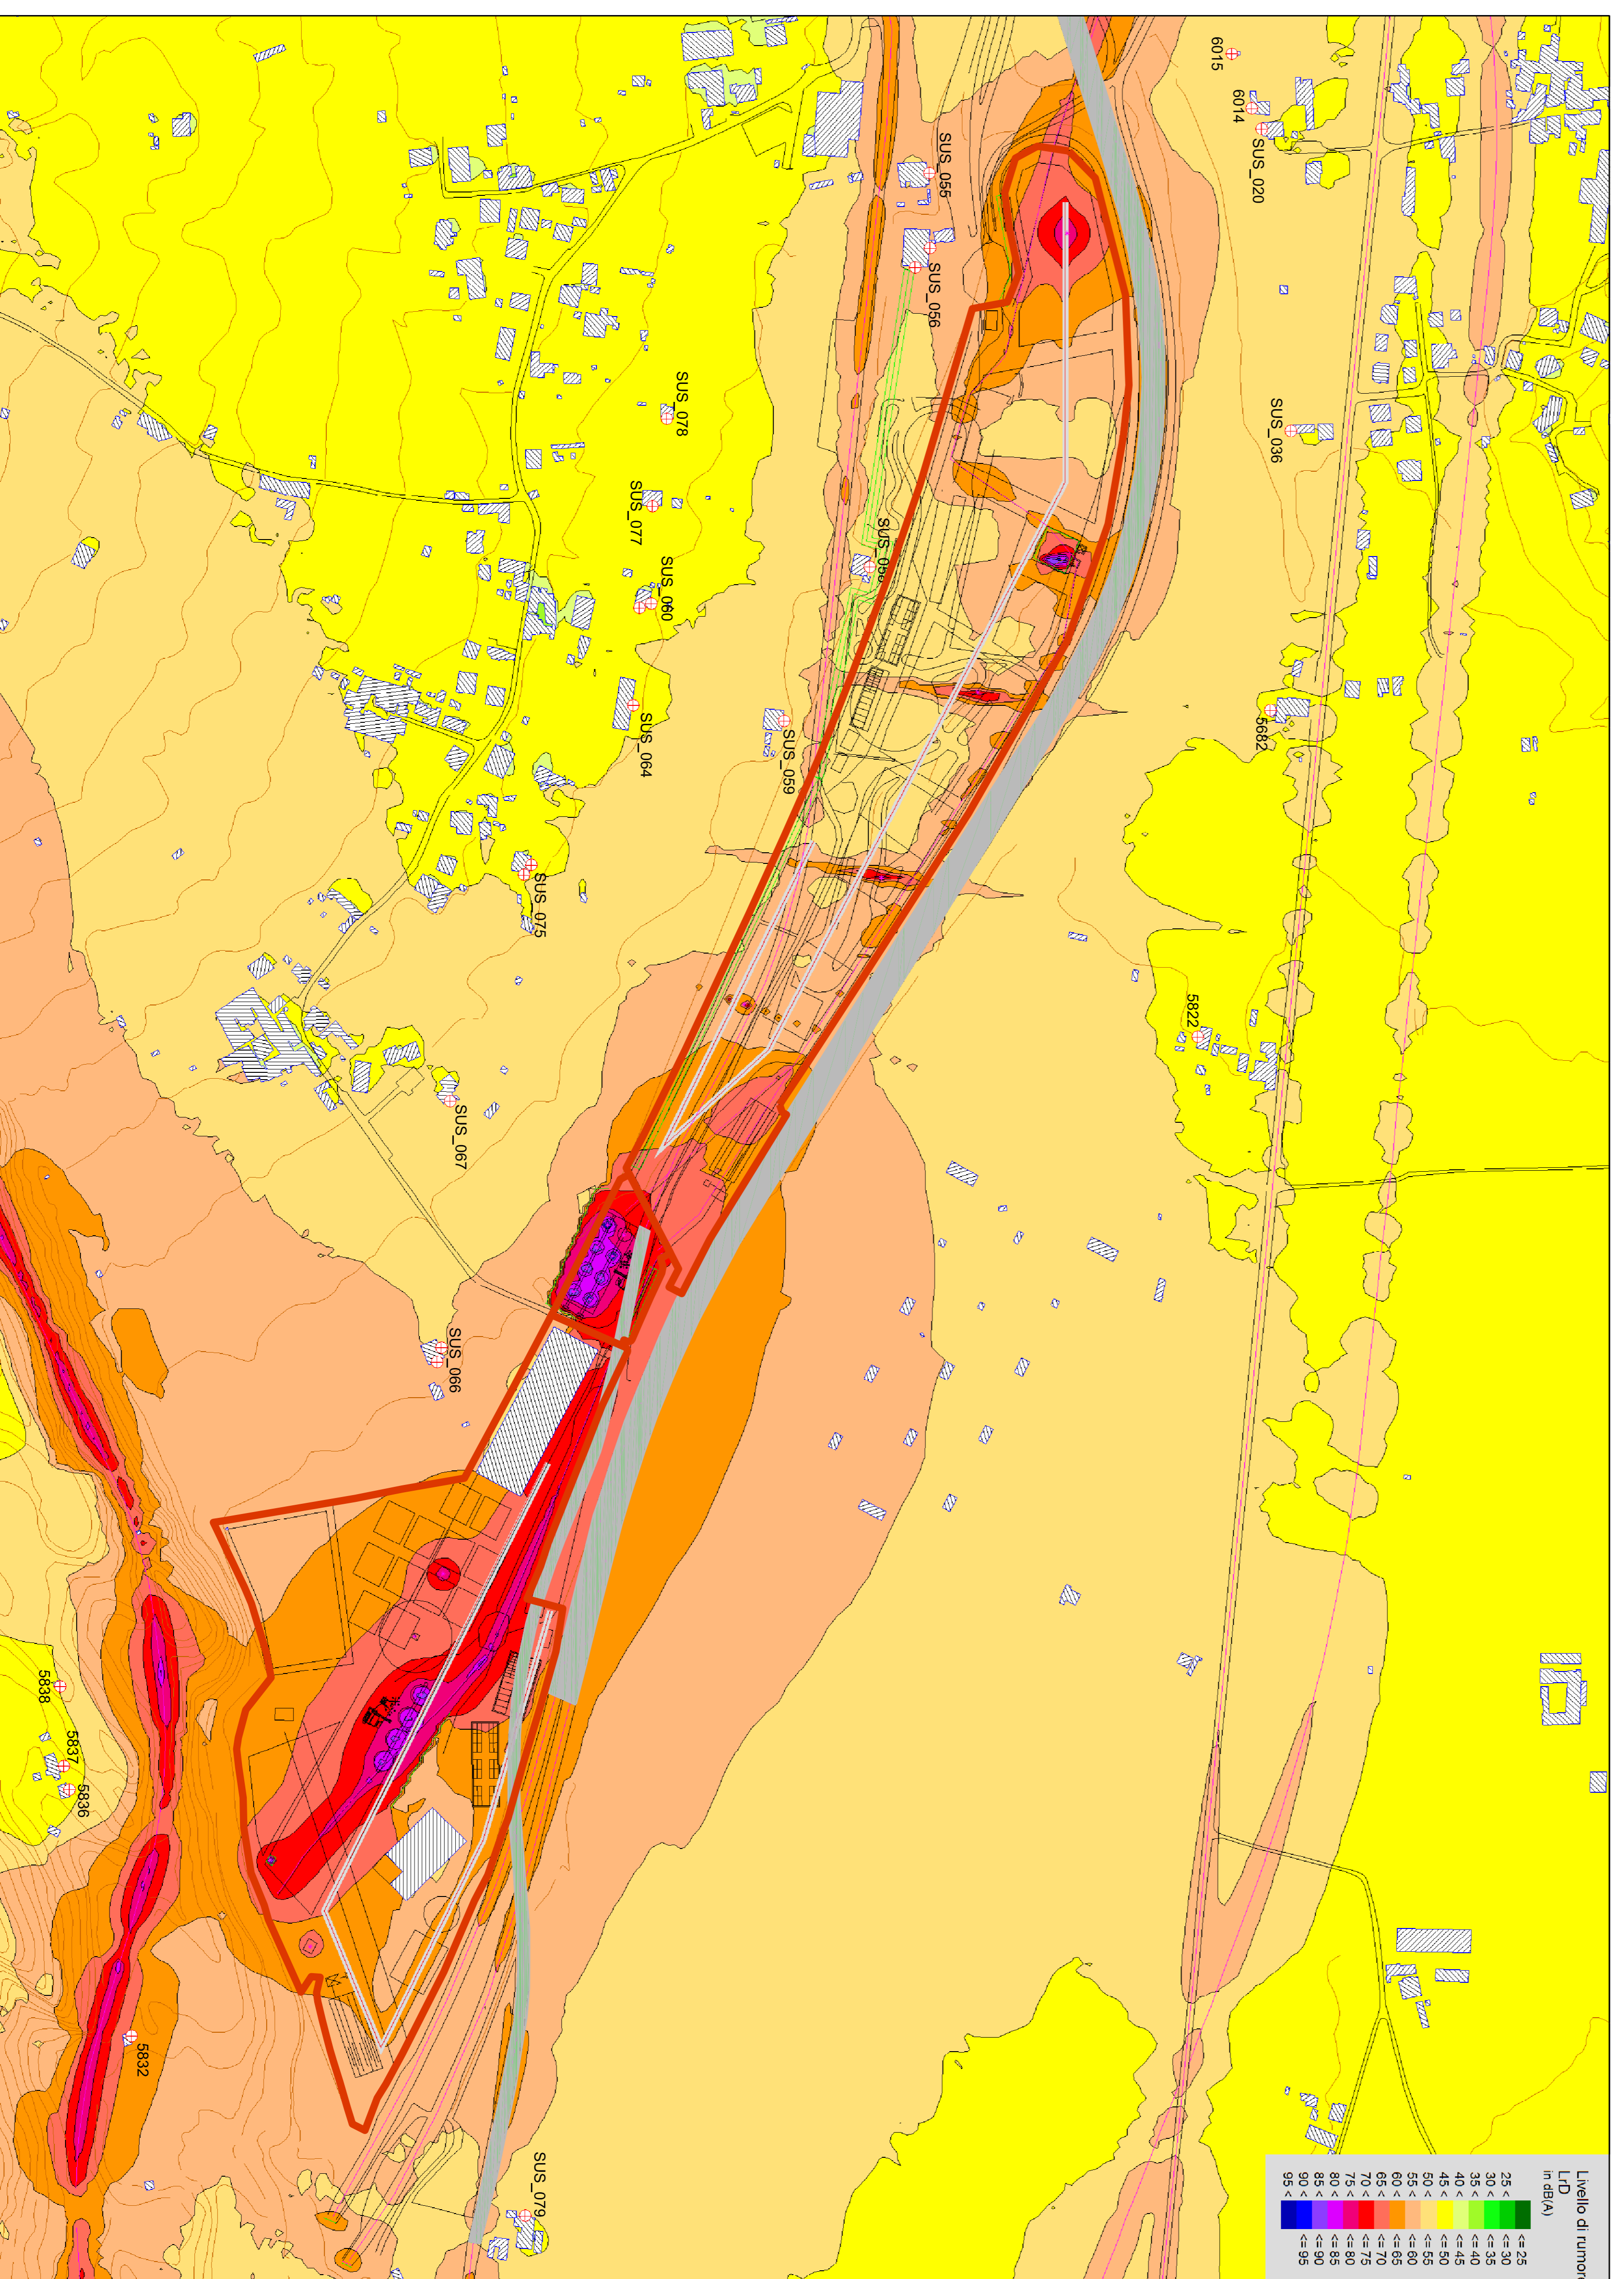 6015
6014
SUS_020
SUS_055
SUS_056
SUS_036
SUS_078
SUS_077
SUS_060
SUS_059
SUS_064
5682
SUS_075
5822
SUS_067
SUS_066
5838
5837
5836
5832
SUS_079
Livello di rumore
LrD
in dB(A)
<= 25
25 < <= 30
30 < <= 35
35 < <= 40
40 < <= 45
45 < <= 50
50 < <= 55
55 < <= 60
60 < <= 65
65 < <= 70
70 < <= 75
75 < <= 80
80 < <= 85
85 < <= 90
90 < <= 95
95 <